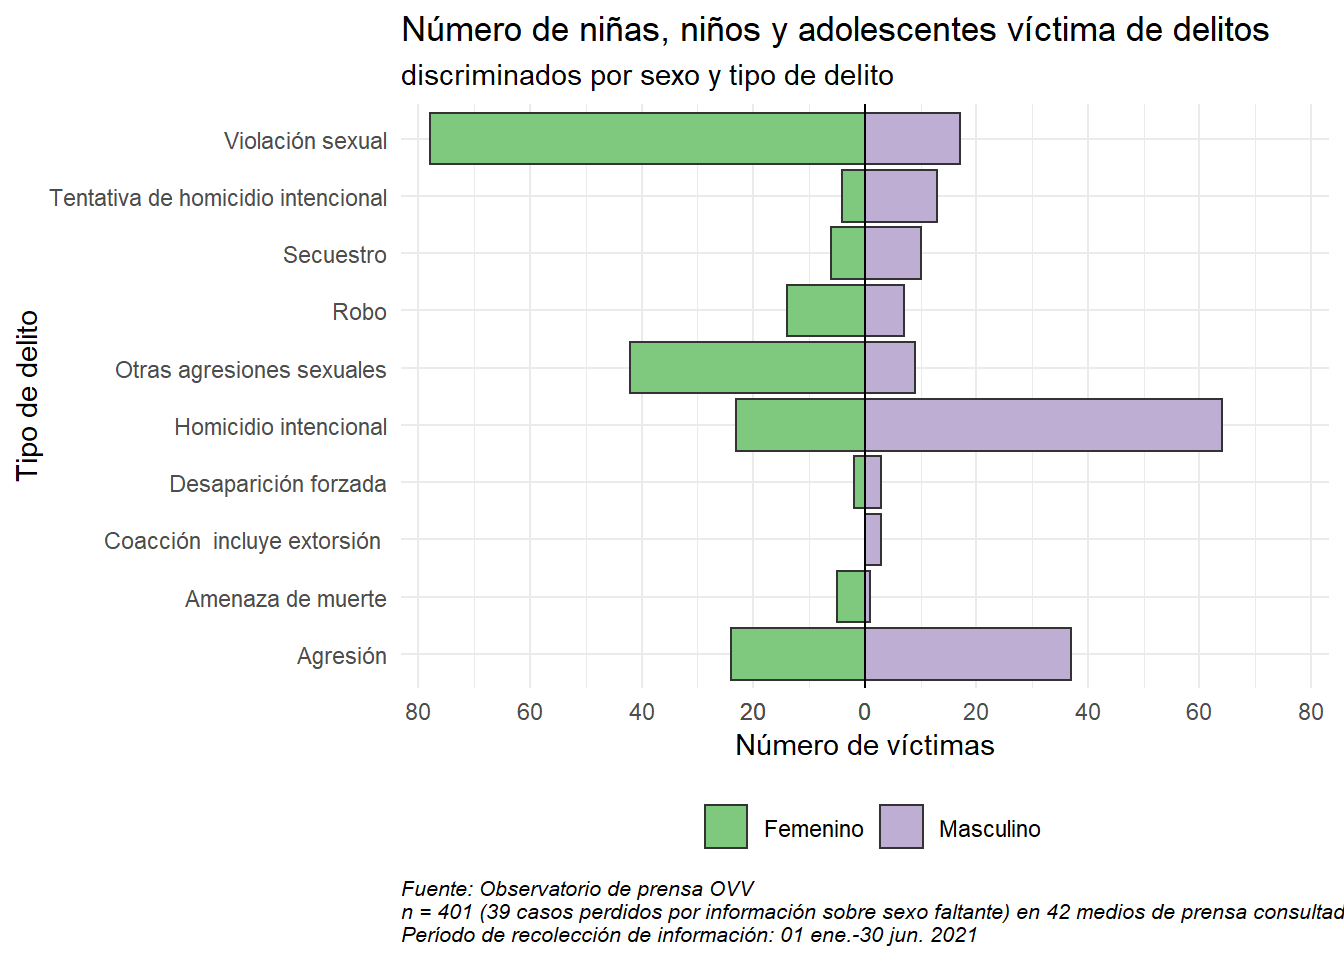 Número de niñas, niños y adolescentes víctima de delitos
discriminados por sexo y tipo de delito
Tipo de delito
Violación sexual
Tentativa de homicidio intencional
Secuestro
Robo
Otras agresiones sexuales
Homicidio intencional
Desaparición forzada
Coacción  incluye extorsión
Amenaza de muerte
Agresión
80 60 40 20 0 20 40 60 80
Número de víctimas
Femenino Masculino
Fuente: Observatorio de prensa OVV
n = 401 (39 casos perdidos por información sobre sexo faltante) en 42 medios de prensa consultad
Período de recolección de información: 01 ene.-30 jun. 2021